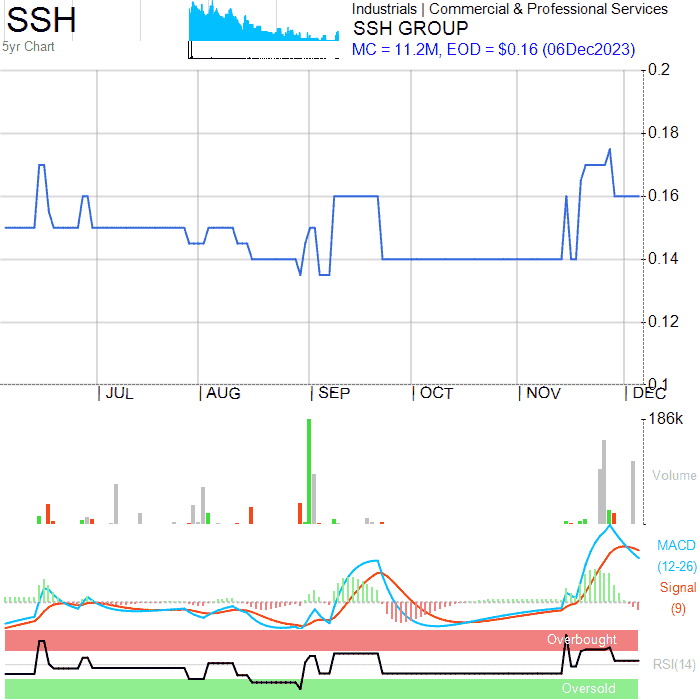 SSH
5yr Chart
Industrials | Commercial & Professional Services
SSH GROUP
MC = 11.2M, EOD = $0.16 (06Dec2023)
0.2
0.18
0.16
0.14
0.12
0.1
| JUL | AUG | SEP | OCT | NOV | DEC
186k
Volume
MACD
(12-26)
Signal
(9)
Overbought
RSI(14)
Oversold